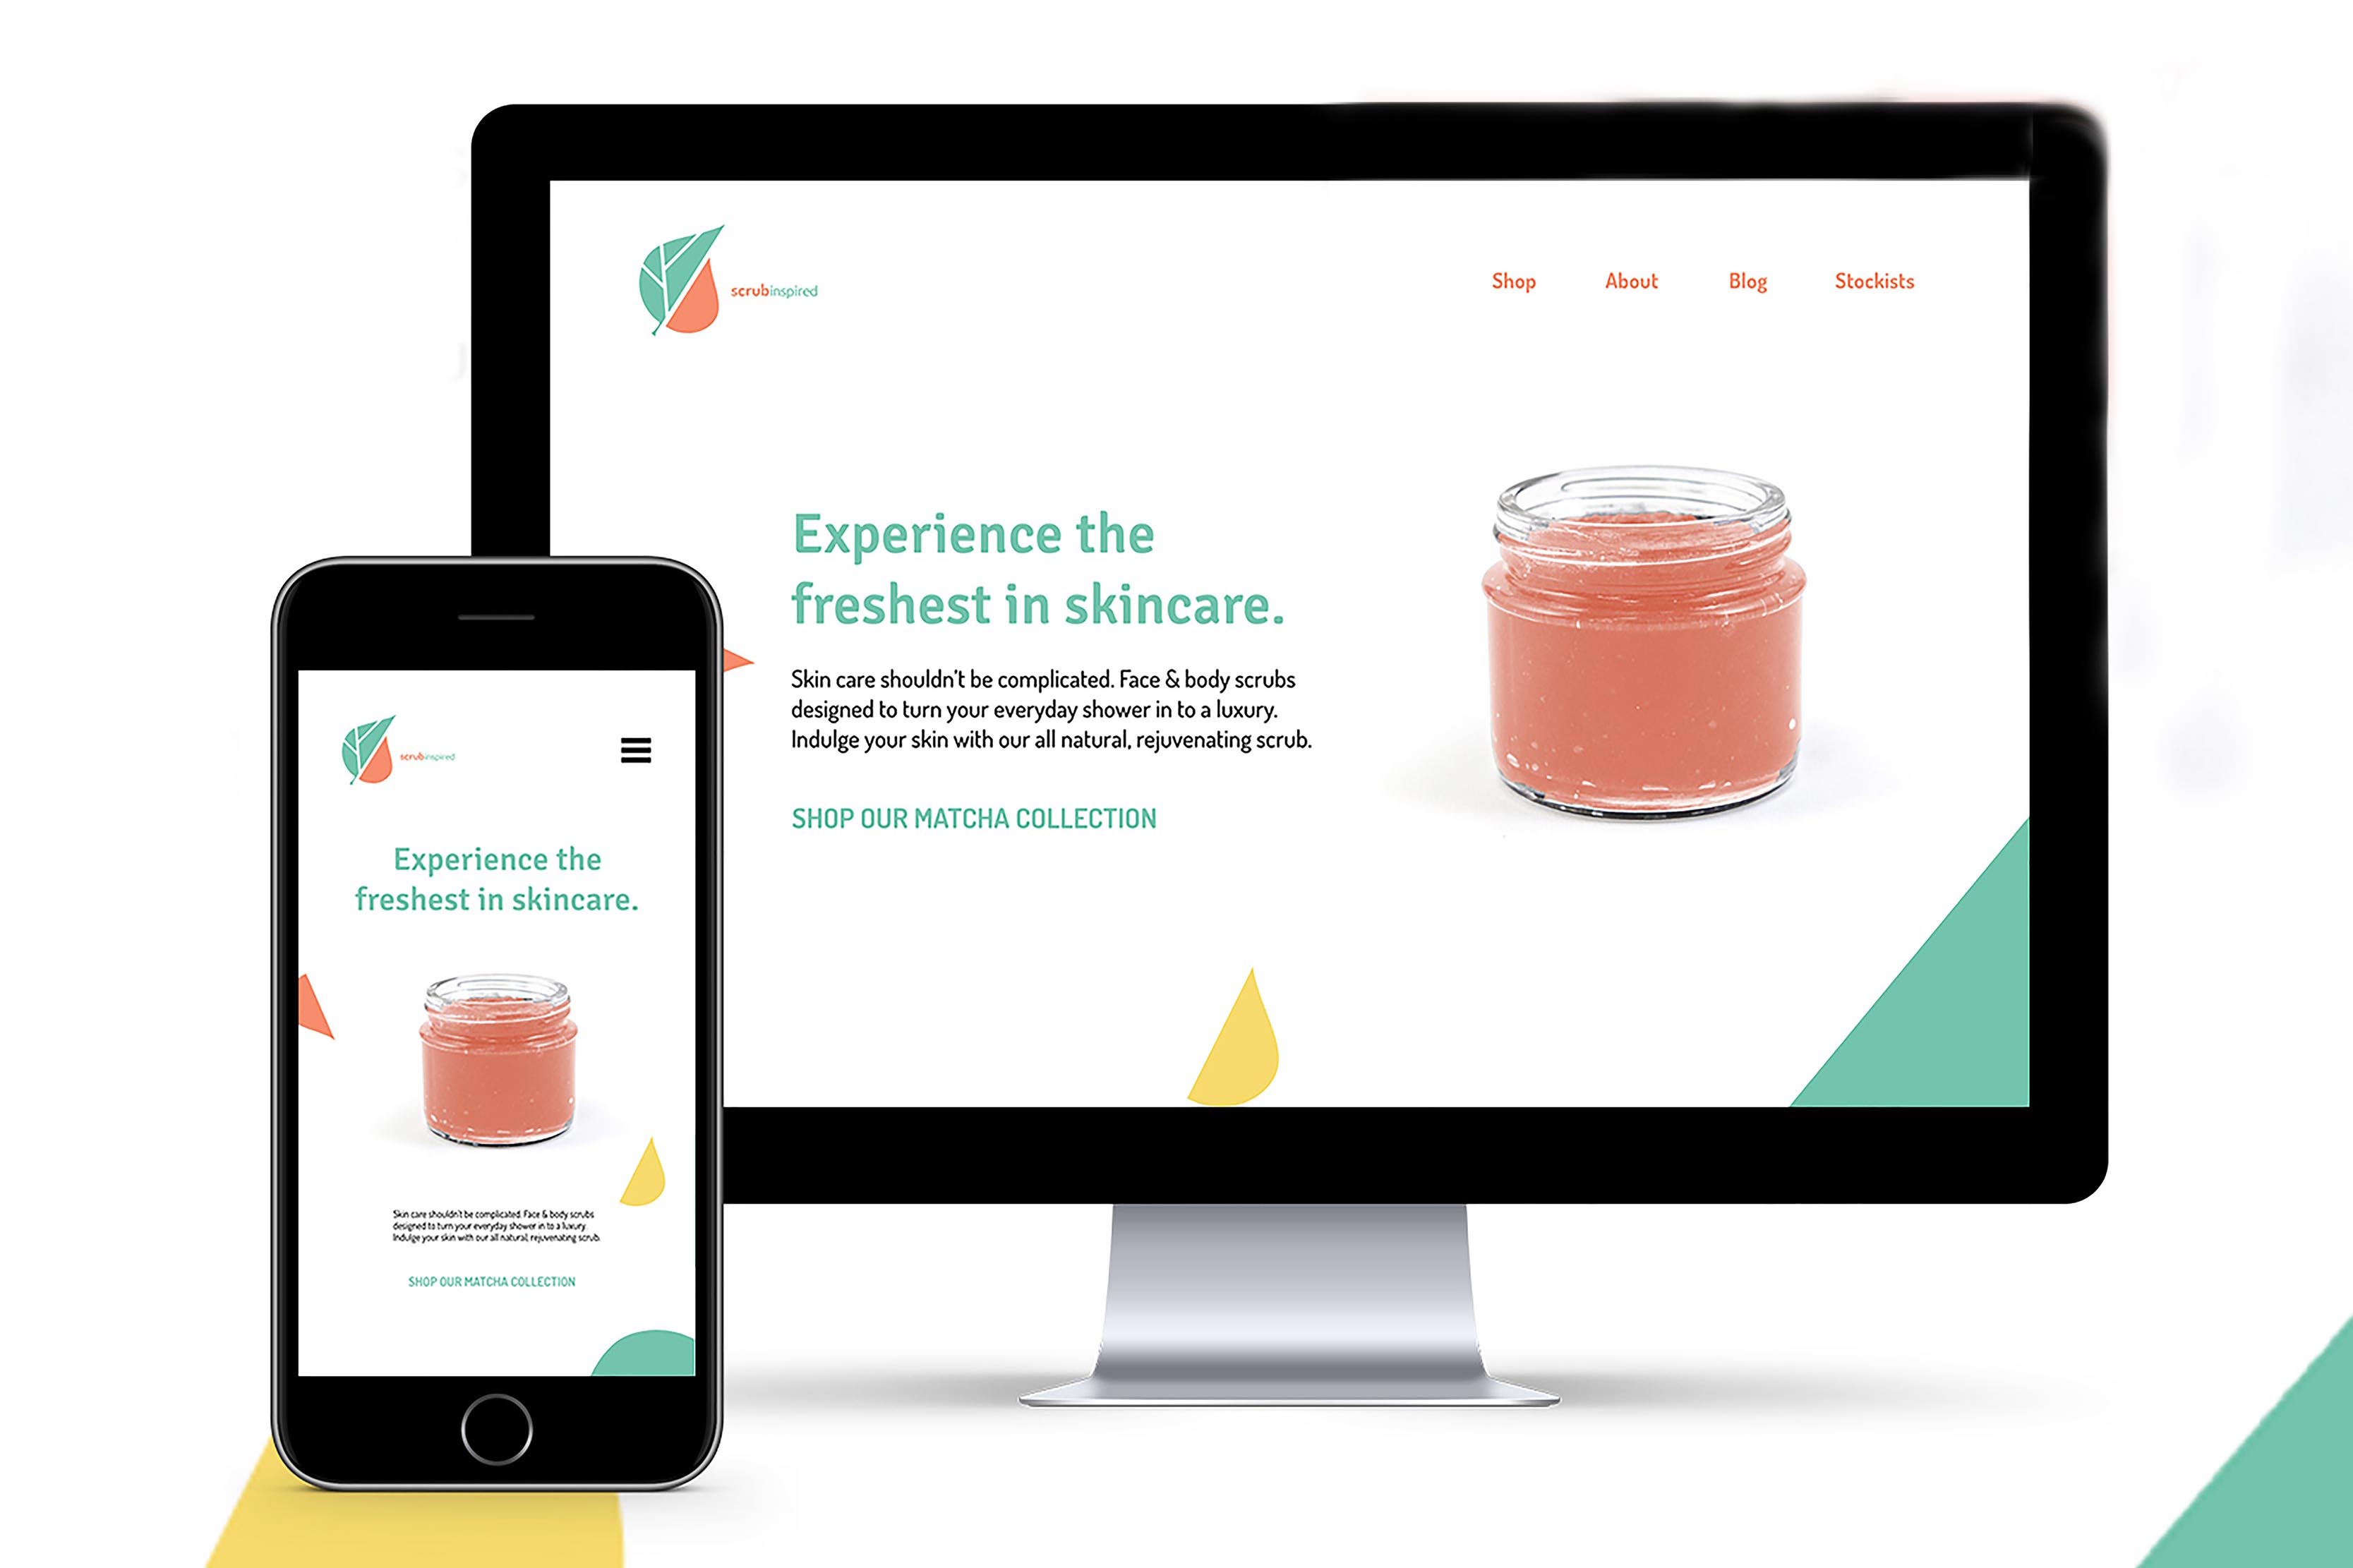 scrubinspired
Shop About Blog Stockists
Experience the
freshest in skincare.
Skin care shouldn't be complicated. Face & body scrubs
designed to turn your everyday shower in to a luxury.
Indulge your skin with our all natural, rejuvenating scrub.
SHOP OUR MATCHA COLLECTION
scrubinspired
Experience the
freshest in skincare.
Skin care shouldn't be complicated. Face & body scrubs
designed to turn your everyday shower in to a luxury.
Indulge your skin with our all natural, rejuvenating scrub.
SHOP OUR MATCHA COLLECTION